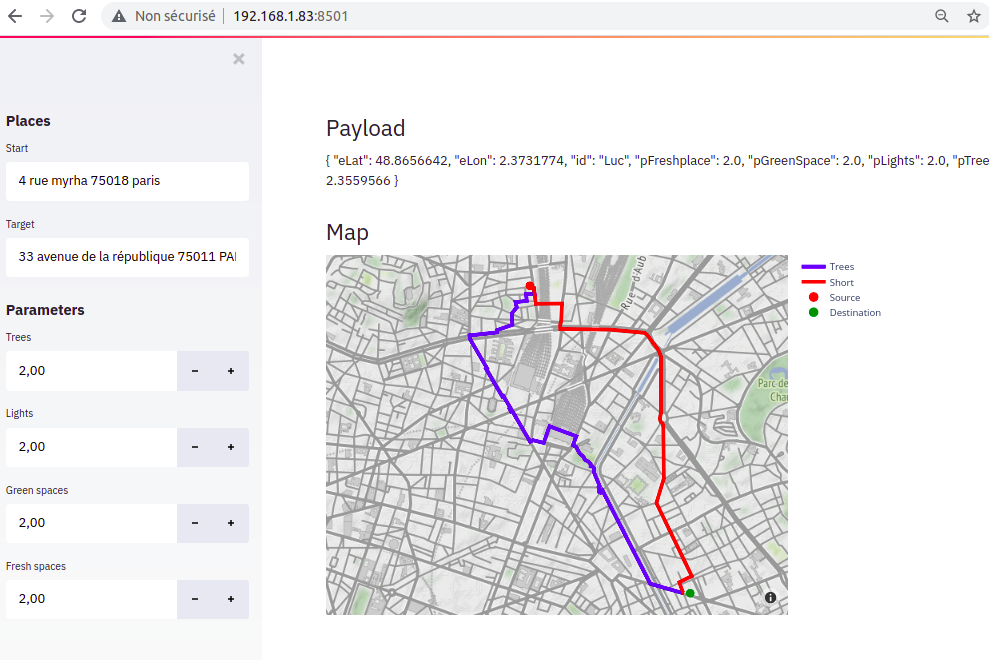 Non sécurisé | 192.168.1.83:8501
×
Places
Start
4 rue myrha 75018 paris
Target
33 avenue de la république 75011 PAI
Parameters
Trees
2,00 − +
Lights
2,00 − +
Green spaces
2,00 − +
Fresh spaces
2,00 − +
Payload
{ "eLat": 48.8656642, "eLon": 2.3731774, "id": "Luc", "pFreshplace": 2.0, "pGreenSpace": 2.0, "pLights": 2.0, "pTree
2.3559566 }
Map
Rue d'Aub
Parc de
Chau
i
Trees
Short
Source
Destination